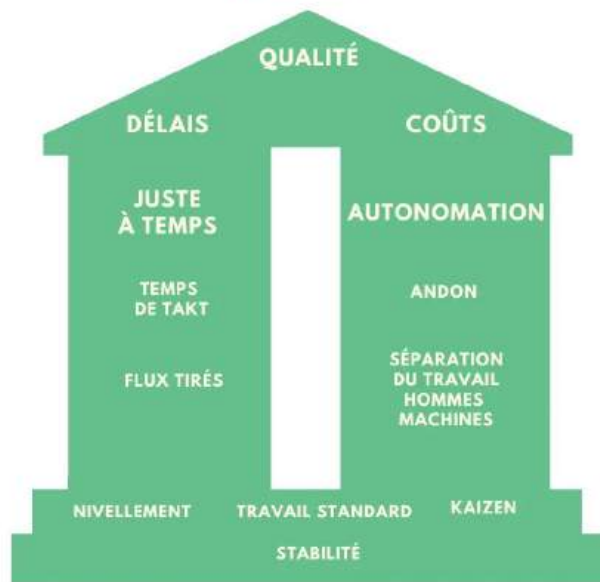 QUALITÉ
DÉLAIS
COÛTS
JUSTE
À TEMPS
AUTONOMATION
TEMPS
DE TAKT
ANDON
FLUX TIRÉS
SÉPARATION
DU TRAVAIL
HOMMES
MACHINES
NIVELLEMENT
TRAVAIL STANDARD
KAIZEN
STABILITÉ